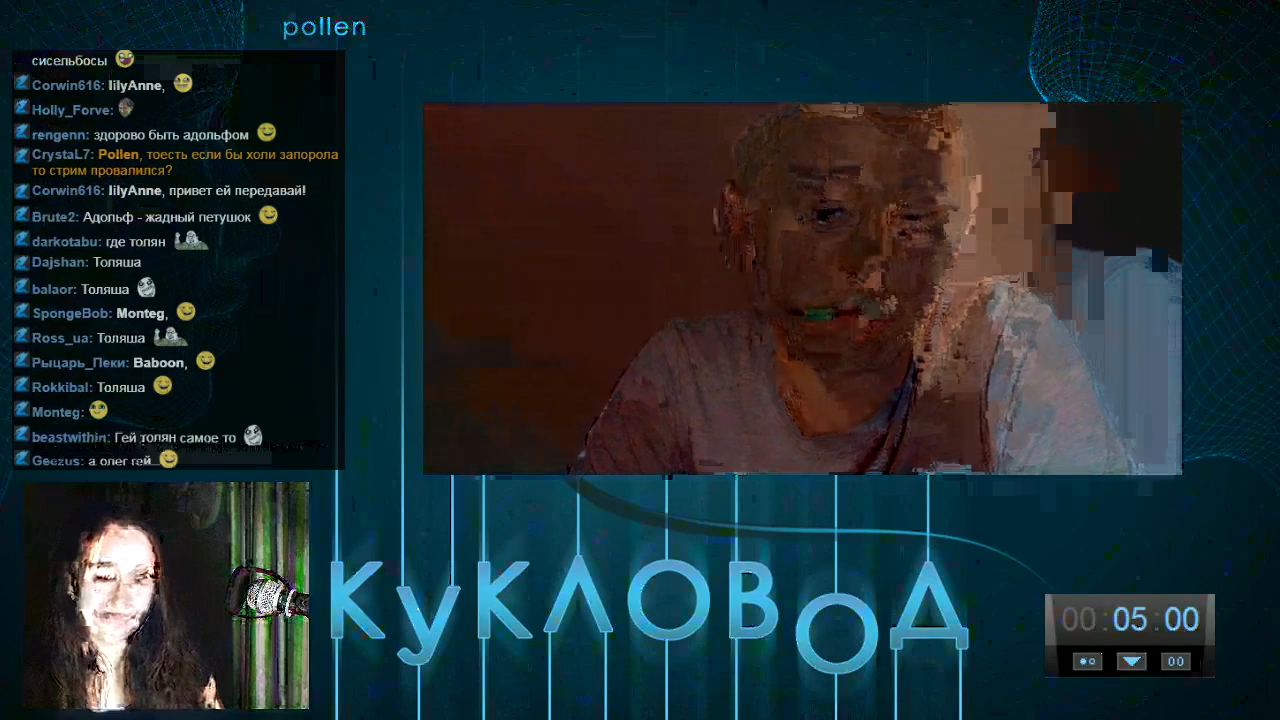 pollen
сисельбосы
Corwin616: lilyAnne,
Holly_Forve:
rengenn: здорово быть адольфом
CrystaL7: Pollen, тоесть если бы холи запорола
то стрим провалился?
Corwin616: lilyAnne, привет ей передавай!
Brute2: Адольф - жадный петушок
darkotabu: где толян
Dajshan: Толяша
balaor: Толяша
SpongeBob: Monteg,
Ross_ua: Толяша
Рыцарь_Пеки: Baboon,
Rokkibal: Толяша
Monteg:
beastwithin: Гей толян самое то
Geezus: а олег гей
КуКЛОВОД
00:05:00
00